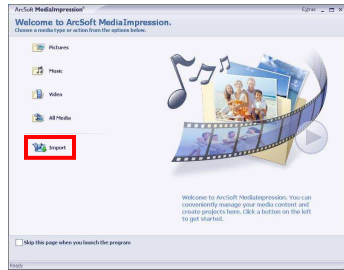 ArcSoft MediaImpression® Extras
Welcome to ArcSoft MediaImpression.
Choose a media type or action from the options below.
Pictures
Music
Video
All Media
Import
Welcome to ArcSoft MediaImpression. You can
conveniently manage your media content and
create projects here. Click a button on the left
to get started.
Skip this page when you launch the program
Ready